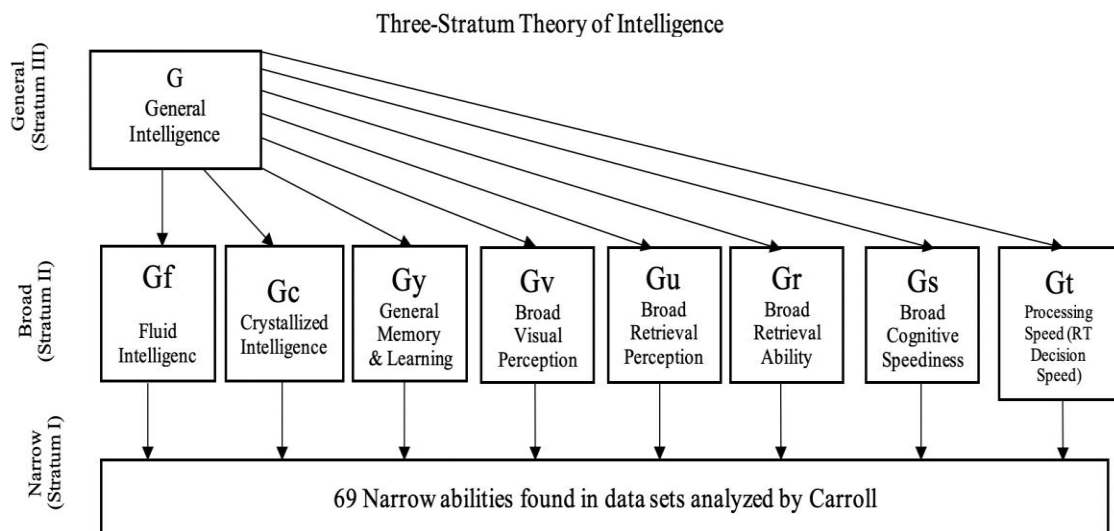 Three-Stratum Theory of Intelligence
General
(Stratum III)
G
General
Intelligence
Broad
(Stratum II)
Gf
Fluid
Intelligenc
Gc
Crystallized
Intelligence
Gy
General
Memory
& Learning
Gv
Broad
Visual
Perception
Gu
Broad
Retrieval
Perception
Gr
Broad
Retrieval
Ability
Gs
Broad
Cognitive
Speediness
Gt
Processing
Speed (RT
Decision
Speed)
Narrow
(Stratum I)
69 Narrow abilities found in data sets analyzed by Carroll